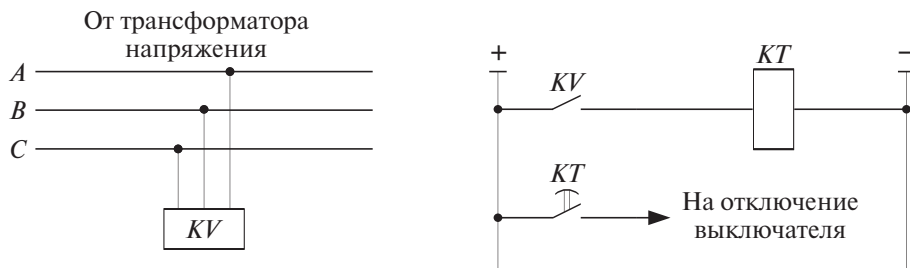 От трансформатора
напряжения
A
B
C
KV
+
KT
−
KV
KT
На отключение
выключателя